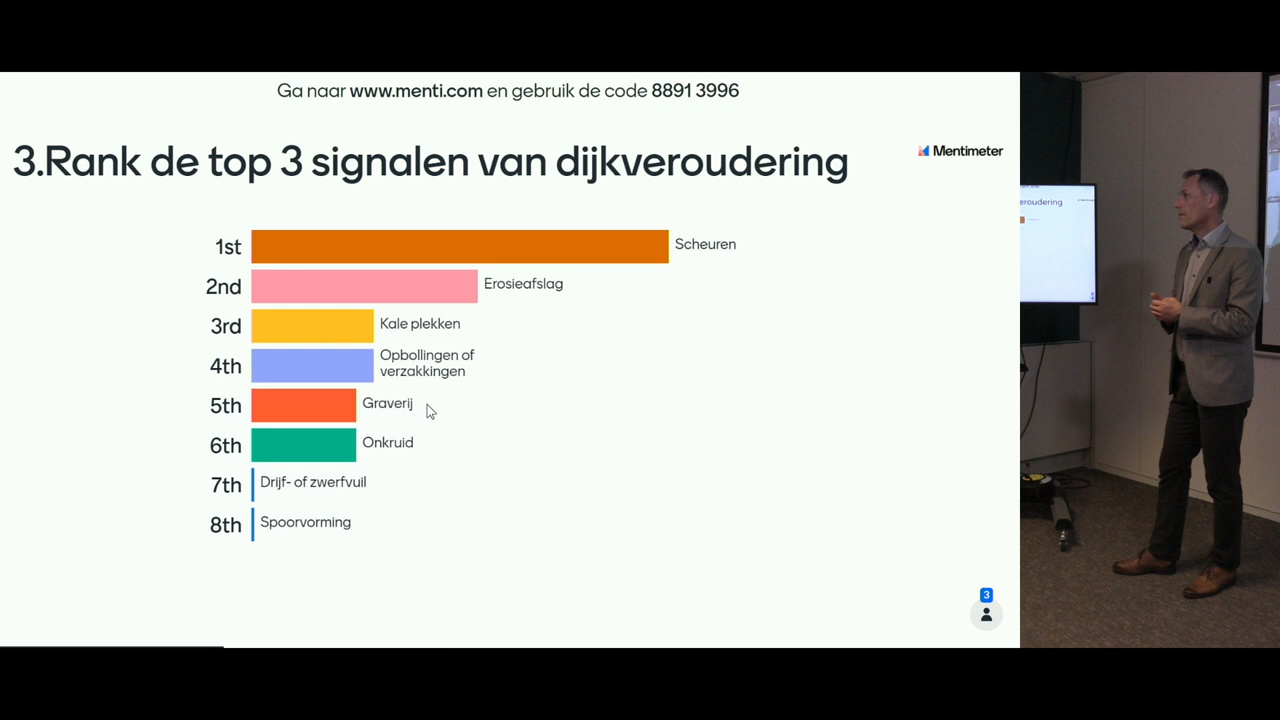 Ga naar www.menti.com en gebruik de code 8891 3996
3.Rank de top 3 signalen van dijkveroudering
Mentimeter
1st Scheuren
2nd Erosieafslag
3rd Kale plekken
4th Opbollingen of
verzakkingen
5th Graverij
6th Onkruid
7th Drijf- of zwerfvuil
8th Spoorvorming
3
eroudering